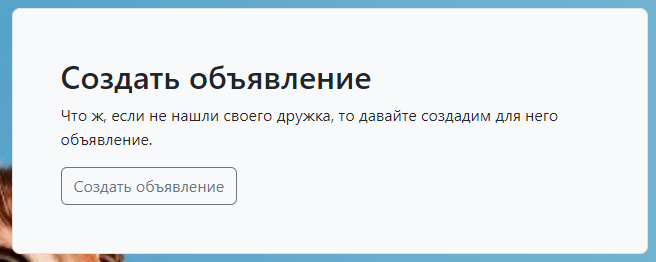 Создать объявление
Что ж, если не нашли своего дружка, то давайте создадим для него
объявление.
Создать объявление